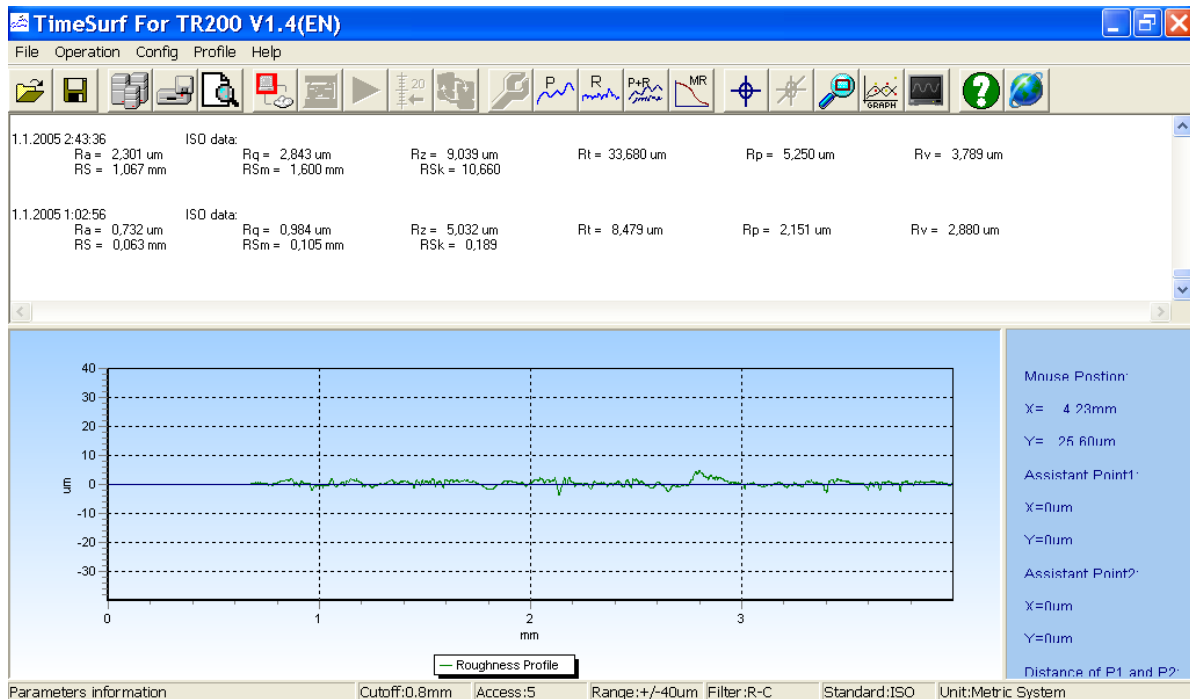 TimeSurf For TR200 V1.4(EN)
File Operation Config Profile Help
20 P R P+R MR GRAPH ?
1.1.2005 2:43:36 ISO data:
Ra = 2,301 um Rq = 2,843 um Rz = 9,039 um Rt = 33,680 um Rp = 5,250 um Rv = 3,789 um
RS = 1,067 mm RSm = 1,600 mm RSk = 10,660
1.1.2005 1:02:56 ISO data:
Ra = 0,732 um Rq = 0,984 um Rz = 5,032 um Rt = 8,479 um Rp = 2,151 um Rv = 2,880 um
RS = 0,063 mm RSm = 0,105 mm RSk = 0,189
40
30
20
10
0
-10
-20
-30
um
0 1 2 3
mm
Roughness Profile
Mouse Postion:
X= 4.23mm
Y= 25.60um
Assistant Point1:
X=0um
Y=0um
Assistant Point2:
X=0um
Y=0um
Distance of P1 and P2:
Parameters information Cutoff:0.8mm Access:5 Range:+/-40um Filter:R-C Standard:ISO Unit:Metric System